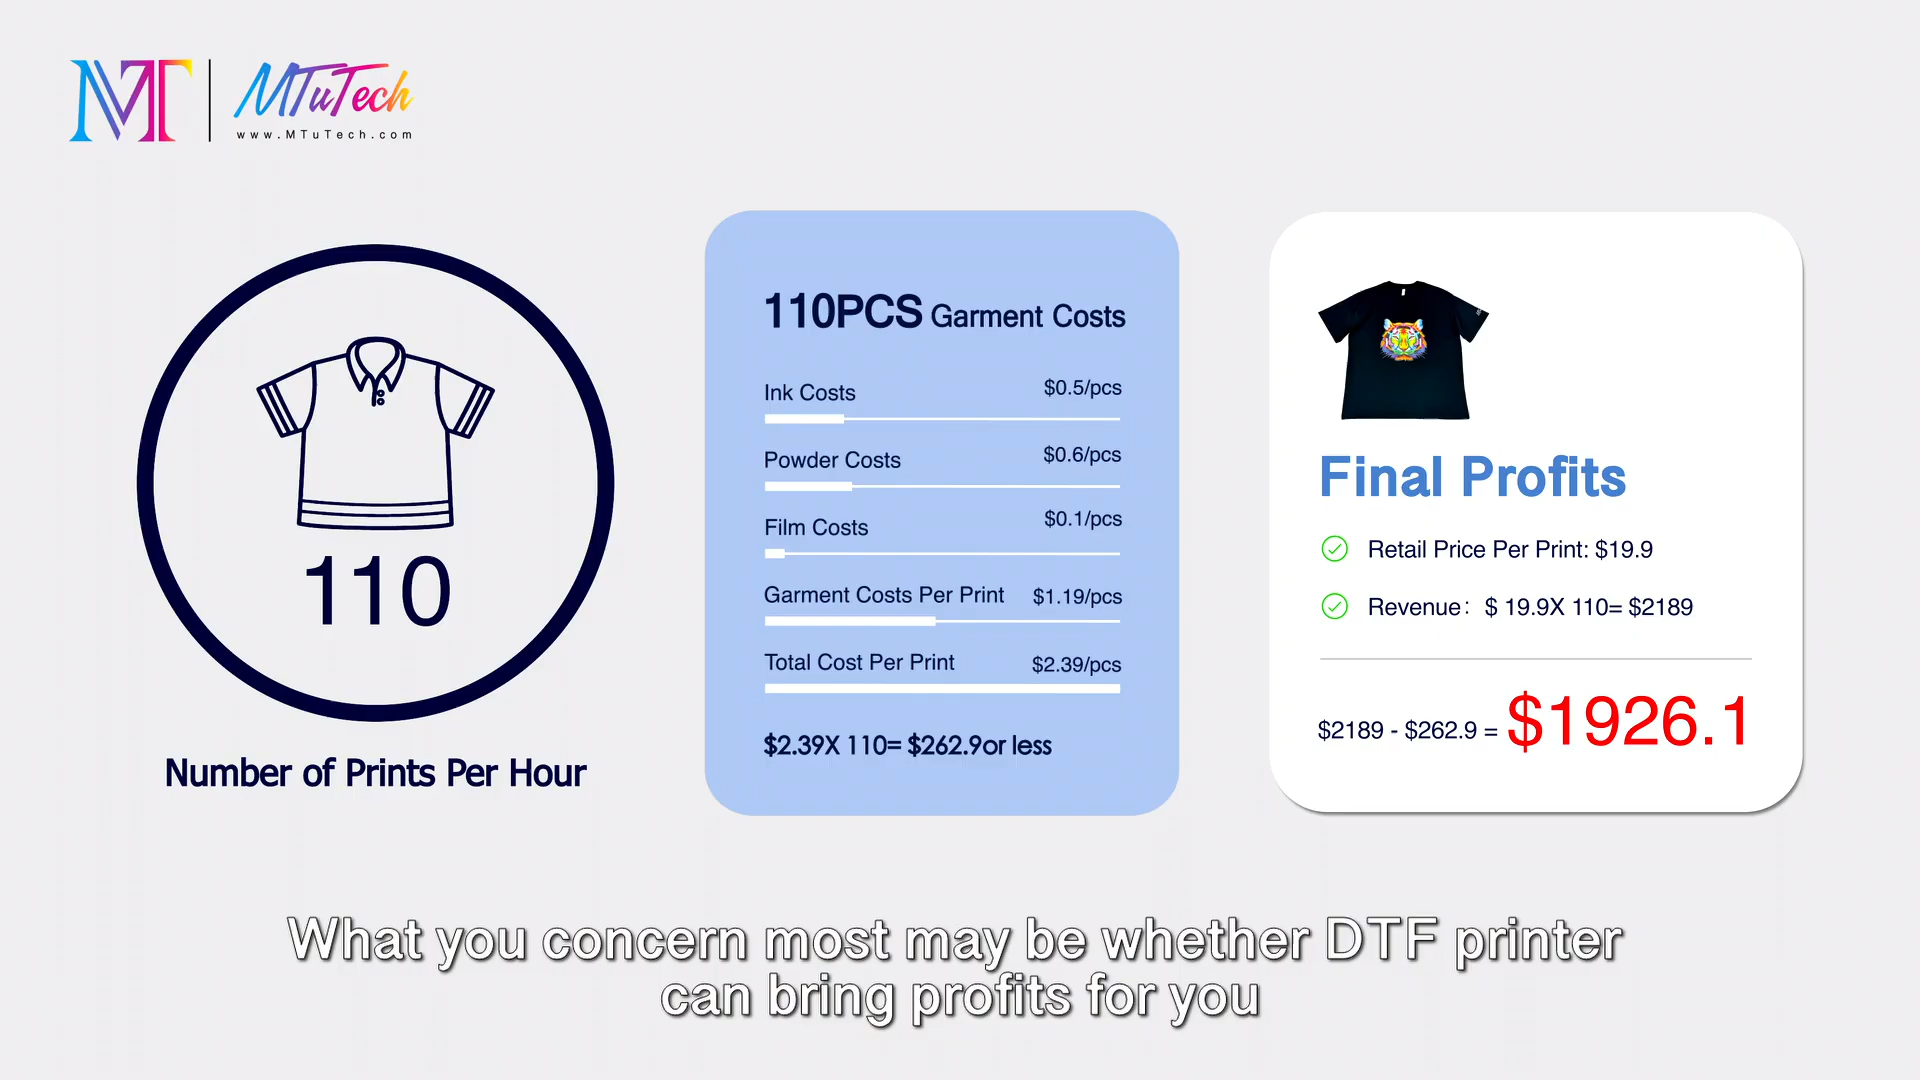 MT | MTuTech
www.MTuTech.com
110
Number of Prints Per Hour
110PCS Garment Costs
Ink Costs $0.5/pcs
Powder Costs $0.6/pcs
Film Costs $0.1/pcs
Garment Costs Per Print $1.19/pcs
Total Cost Per Print $2.39/pcs
$2.39X 110= $262.9or less
Final Profits
Retail Price Per Print: $19.9
Revenue： $ 19.9X 110= $2189
$2189 - $262.9 = $1926.1
What you concern most may be whether DTF printer
can bring profits for you